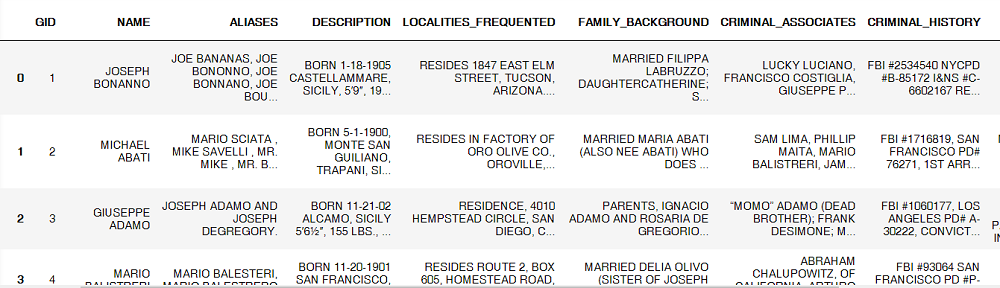 GID NAME ALIASES DESCRIPTION LOCALITIES_FREQUENTED FAMILY_BACKGROUND CRIMINAL_ASSOCIATES CRIMINAL_HISTORY
0 1 JOSEPH BONANNO
JOE BANANAS, JOE
BONONNO, JOE
BONNANO, JOE
BOU...
BORN 1-18-1905
CASTELLAMMARE,
SICILY, 5'9", 19...
RESIDES 1847 EAST ELM
STREET, TUCSON,
ARIZONA....
MARRIED FILIPPA
LABRUZZO;
DAUGHTERCATHERINE;
S...
LUCKY LUCIANO,
FRANCISCO COSTIGLIA,
GIUSEPPE P...
FBI #2534540 NYCPD
#B-85172 I&NS #C-
6602167 RE...
1 2 MICHAEL
ABATI
MARIO SCIATA ,
MIKE SAVELLI , MR.
MIKE , MR. B...
BORN 5-1-1900,
MONTE SAN
GUILIANO,
TRAPANI, SI...
RESIDES IN FACTORY OF
ORO OLIVE CO.,
OROVILLE,...
MARRIED MARIA ABATI
(ALSO NEE ABATI) WHO
DOES ...
SAM LIMA, PHILLIP
MAITA, MARIO
BALISTRERI, JAM...
FBI #1716819, SAN
FRANCISCO PD#
76271, 1ST ARR...
2 3 GIUSEPPE
ADAMO
JOSEPH ADAMO AND
JOSEPH
DEGREGORY.
BORN 11-21-02
ALCAMO, SICILY
5'6½", 155 LBS., ...
RESIDENCE, 4010
HEMPSTEAD CIRCLE, SAN
DIEGO, C...
PARENTS, IGNACIO
ADAMO AND ROSARIA DE
GREGORIO...
“MOMO” ADAMO (DEAD
BROTHER); FRANK
DESIMONE; M...
FBI #1060177, LOS
ANGELES PD# A-
30222, CONVICT...
3 4 MARIO
BALISTRERI
MARIO BALESTERI,
MARIO BALESTRERO
BORN 11-20-1901
SAN FRANCISCO,
RESIDES ROUTE 2, BOX
605, HOMESTEAD ROAD,
MARRIED DELIA OLIVO
(SISTER OF JOSEPH
ABRAHAM
CHALUPOWITZ, OF
CALIFORNIA, ARTURO
FBI #93064 SAN
FRANCISCO PD #P-